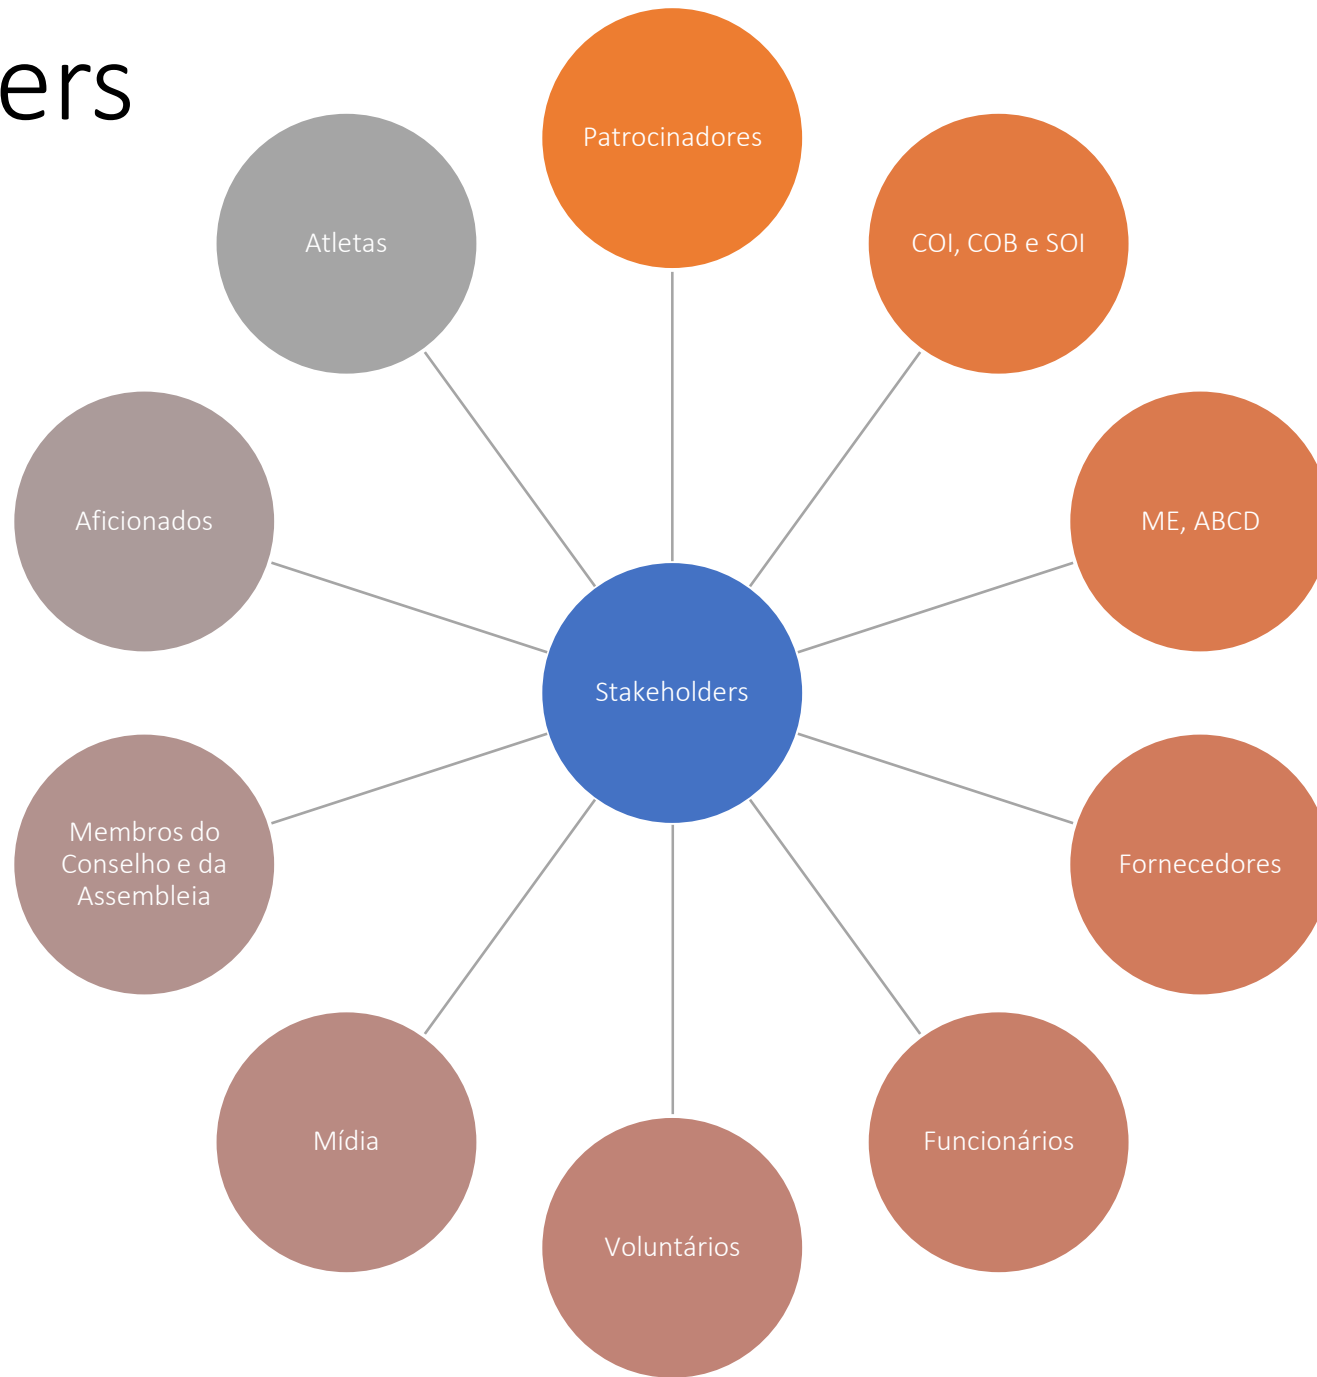 ers
Patrocinadores
COI, COB e SOI
ME, ABCD
Fornecedores
Funcionários
Voluntários
Mídia
Membros do
Conselho e da
Assembleia
Aficionados
Atletas
Stakeholders